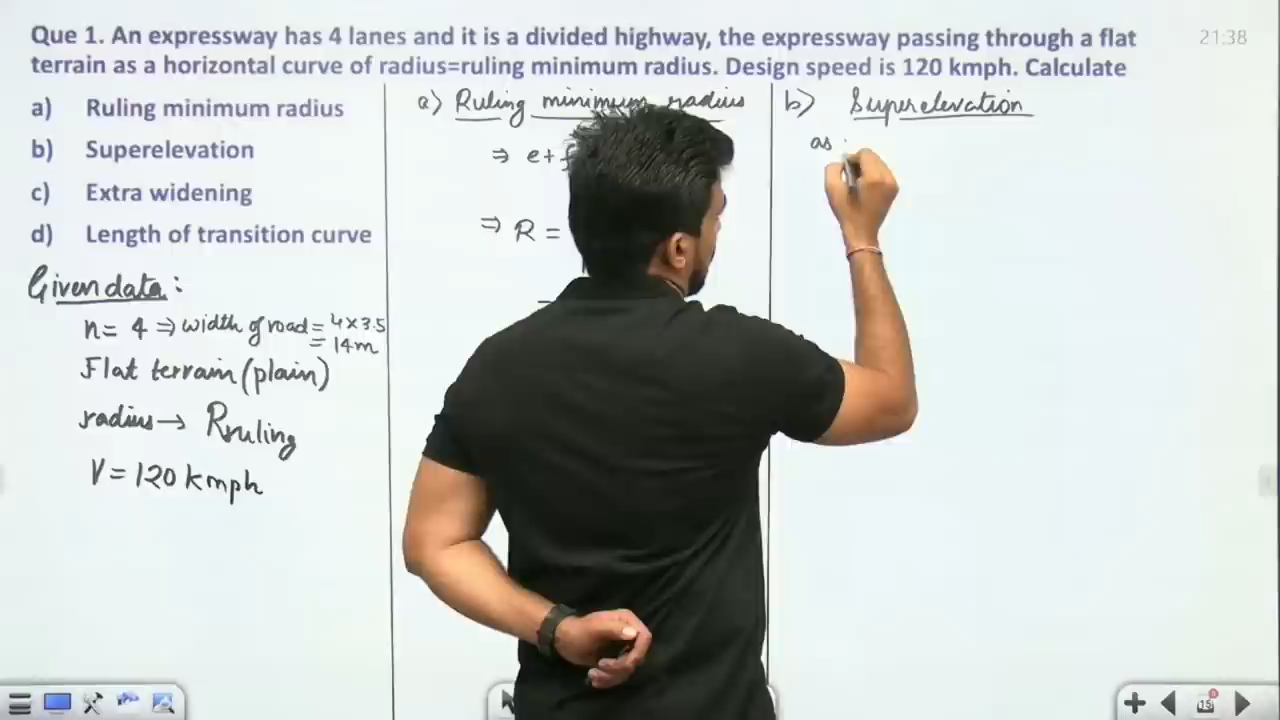 Que 1. An expressway has 4 lanes and it is a divided highway, the expressway passing through a flat
terrain as a horizontal curve of radius=ruling minimum radius. Design speed is 120 kmph. Calculate
21:38
a) Ruling minimum radius
b) Superelevation
c) Extra widening
d) Length of transition curve
Given data :
n = 4 ⇒ width of road = 4 x 3.5
= 14m
Flat terrain (plain)
radius → Rruling
V = 120 kmph
a) Ruling minimum radius
⇒ e + f
⇒ R =
b) Superelevation
as
15